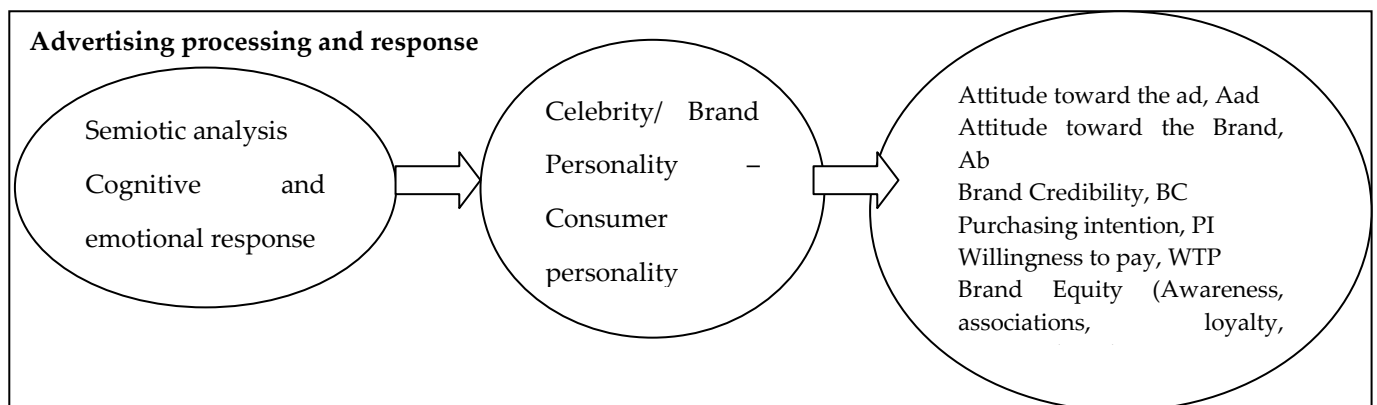 Advertising processing and response
Semiotic analysis
Cognitive and
emotional response
Celebrity/ Brand
Personality –
Consumer
personality
Attitude toward the ad, Aad
Attitude toward the Brand,
Ab
Brand Credibility, BC
Purchasing intention, PI
Willingness to pay, WTP
Brand Equity (Awareness,
associations, loyalty,